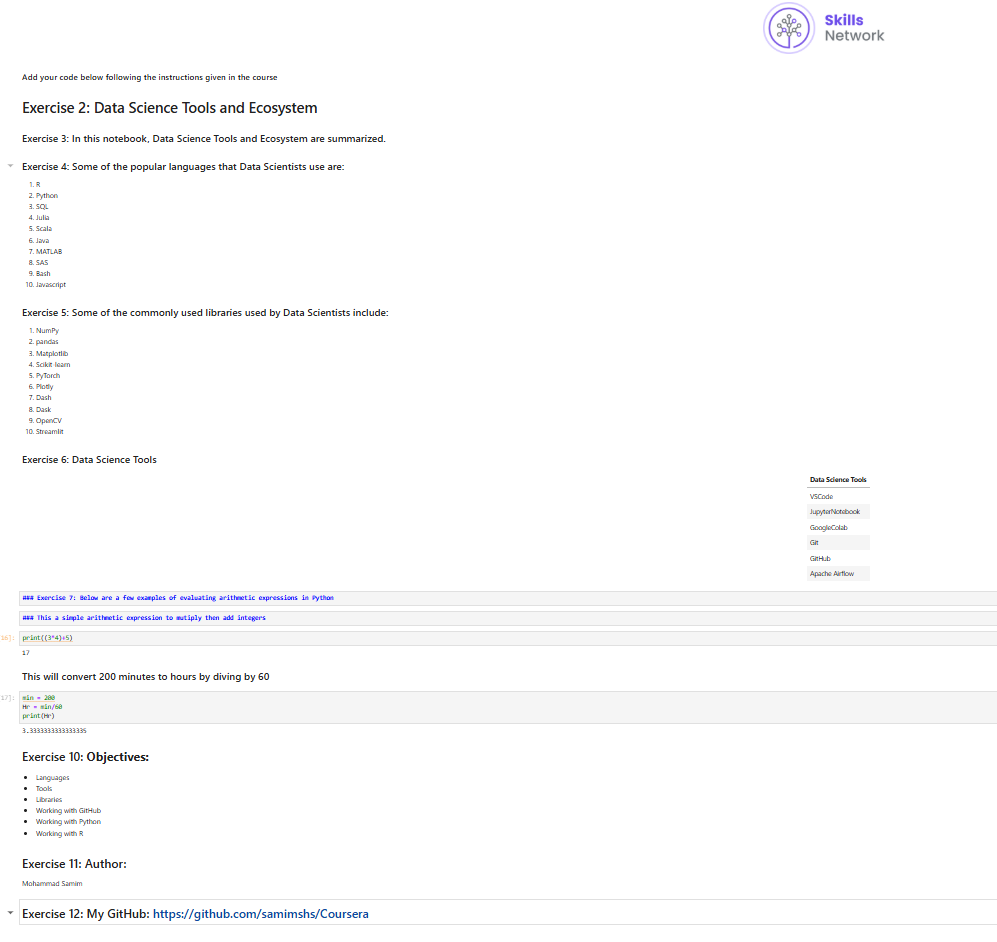 Skills
Network
Add your code below following the instructions given in the course
Exercise 2: Data Science Tools and Ecosystem
Exercise 3: In this notebook, Data Science Tools and Ecosystem are summarized.
Exercise 4: Some of the popular languages that Data Scientists use are:
1. R
2. Python
3. SQL
4. Julia
5. Scala
6. Java
7. MATLAB
8. SAS
9. Bash
10. Javascript
Exercise 5: Some of the commonly used libraries used by Data Scientists include:
1. NumPy
2. pandas
3. Matplotlib
4. Scikit-learn
5. PyTorch
6. Plotly
7. Dash
8. Dask
9. OpenCV
10. Streamlit
Exercise 6: Data Science Tools
Data Science Tools
VSCode
JupyterNotebook
GoogleColab
Git
GitHub
Apache Airflow
### Exercise 7: Below are a few examples of evaluating arithmetic expressions in Python
### This a simple arithmetic expression to mutiply then add integers
16]: print((3*4)+5)
17
This will convert 200 minutes to hours by diving by 60
17]: min = 200
Hr = min/60
print(Hr)
3.3333333333333335
Exercise 10: Objectives:
• Languages
• Tools
• Libraries
• Working with GitHub
• Working with Python
• Working with R
Exercise 11: Author:
Mohammad Samim
Exercise 12: My GitHub: https://github.com/samimshs/Coursera